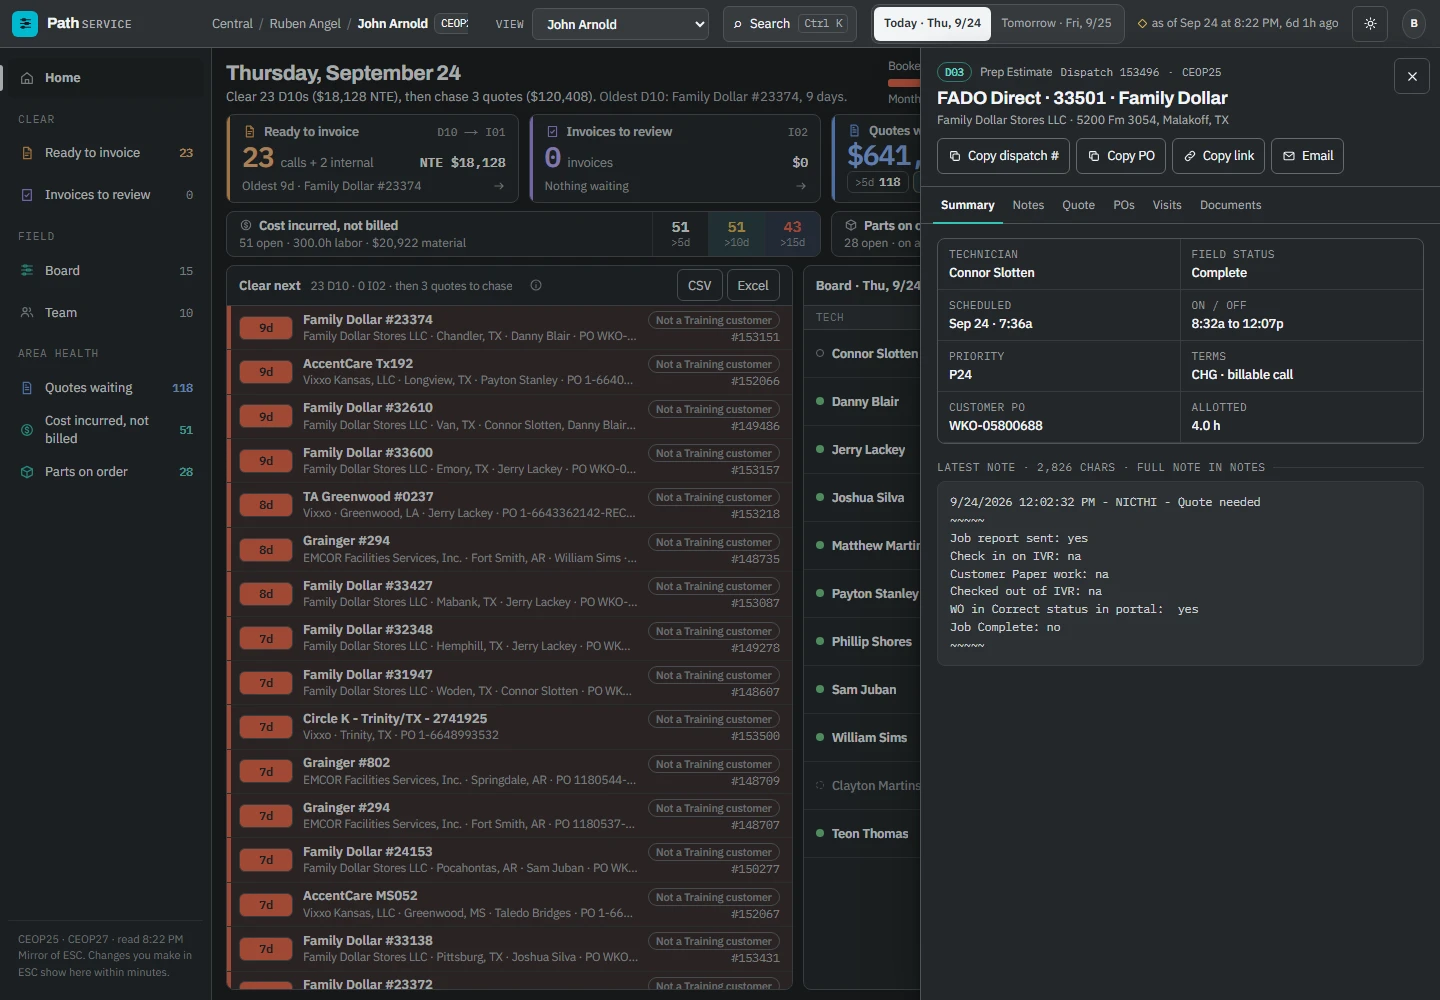 Path SERVICE
Central / Ruben Angel / John Arnold CEOP
VIEW John Arnold
Search Ctrl K
Today · Thu, 9/24 Tomorrow · Fri, 9/25
as of Sep 24 at 8:22 PM, 6d 1h ago
B
Home
CLEAR
Ready to invoice 23
Invoices to review 0
FIELD
Board 15
Team 10
AREA HEALTH
Quotes waiting 118
Cost incurred, not billed 51
Parts on order 28
CEOP25 · CEOP27 · read 8:22 PM
Mirror of ESC. Changes you make in
ESC show here within minutes.
Thursday, September 24
Clear 23 D10s ($18,128 NTE), then chase 3 quotes ($120,408). Oldest D10: Family Dollar #23374, 9 days.
Booke
Month
Ready to invoice D10 → I01
23 calls + 2 internal NTE $18,128
Oldest 9d · Family Dollar #23374 →
Invoices to review I02
0 invoices $0
Nothing waiting →
Quotes w
$641,
>5d 118
Cost incurred, not billed
51 open · 300.0h labor · $20,922 material
51 >5d
51 >10d
43 >15d
Parts on o
28 open · on a
Clear next 23 D10 · 0 I02 · then 3 quotes to chase
CSV Excel
9d Family Dollar #23374 Not a Training customer
Family Dollar Stores LLC · Chandler, TX · Danny Blair · PO WKO-... #153151
9d AccentCare Tx192 Not a Training customer
Vixxo Kansas, LLC · Longview, TX · Payton Stanley · PO 1-6640... #152066
9d Family Dollar #32610 Not a Training customer
Family Dollar Stores LLC · Van, TX · Connor Slotten, Danny Blair... #149486
9d Family Dollar #33600 Not a Training customer
Family Dollar Stores LLC · Emory, TX · Jerry Lackey · PO WKO-0... #153157
8d TA Greenwood #0237 Not a Training customer
Vixxo · Greenwood, LA · Jerry Lackey · PO 1-6643362142-REC... #153218
8d Grainger #294 Not a Training customer
EMCOR Facilities Services, Inc. · Fort Smith, AR · William Sims ·... #148735
8d Family Dollar #33427 Not a Training customer
Family Dollar Stores LLC · Mabank, TX · Jerry Lackey · PO WKO-... #153087
7d Family Dollar #32348 Not a Training customer
Family Dollar Stores LLC · Hemphill, TX · Jerry Lackey · PO WK... #149278
7d Family Dollar #31947 Not a Training customer
Family Dollar Stores LLC · Woden, TX · Connor Slotten · PO WK... #148607
7d Circle K - Trinity/TX - 2741925 Not a Training customer
Vixxo · Trinity, TX · PO 1-6648993532 #153500
7d Grainger #802 Not a Training customer
EMCOR Facilities Services, Inc. · Springdale, AR · PO 1180544-... #148709
7d Grainger #294 Not a Training customer
EMCOR Facilities Services, Inc. · Fort Smith, AR · PO 1180537-... #148707
7d Family Dollar #24153 Not a Training customer
Family Dollar Stores LLC · Pocahontas, AR · Sam Juban · PO WK... #150277
7d AccentCare MS052 Not a Training customer
Vixxo Kansas, LLC · Greenwood, MS · Taledo Bridges · PO 1-66... #152067
7d Family Dollar #33138 Not a Training customer
Family Dollar Stores LLC · Pittsburg, TX · Joshua Silva · PO WKO... #153431
Family Dollar #23372 Not a Training customer
Board · Thu, 9/24
TECH
Connor Slotten
Danny Blair
Jerry Lackey
Joshua Silva
Matthew Martin
Payton Stanley
Phillip Shores
Sam Juban
William Sims
Clayton Martins
Teon Thomas
D03 Prep Estimate Dispatch 153496 · CEOP25
FADO Direct · 33501 · Family Dollar
Family Dollar Stores LLC · 5200 Fm 3054, Malakoff, TX
Copy dispatch # Copy PO Copy link Email
Summary Notes Quote POs Visits Documents
TECHNICIAN FIELD STATUS
Connor Slotten Complete
SCHEDULED ON / OFF
Sep 24 · 7:36a 8:32a to 12:07p
PRIORITY TERMS
P24 CHG · billable call
CUSTOMER PO ALLOTTED
WKO-05800688 4.0 h
LATEST NOTE · 2,826 CHARS · FULL NOTE IN NOTES
9/24/2026 12:02:32 PM - NICTHI - Quote needed
~~~~~
Job report sent: yes
Check in on IVR: na
Customer Paper work: na
Checked out of IVR: na
WO in Correct status in portal:  yes
Job Complete: no
~~~~~